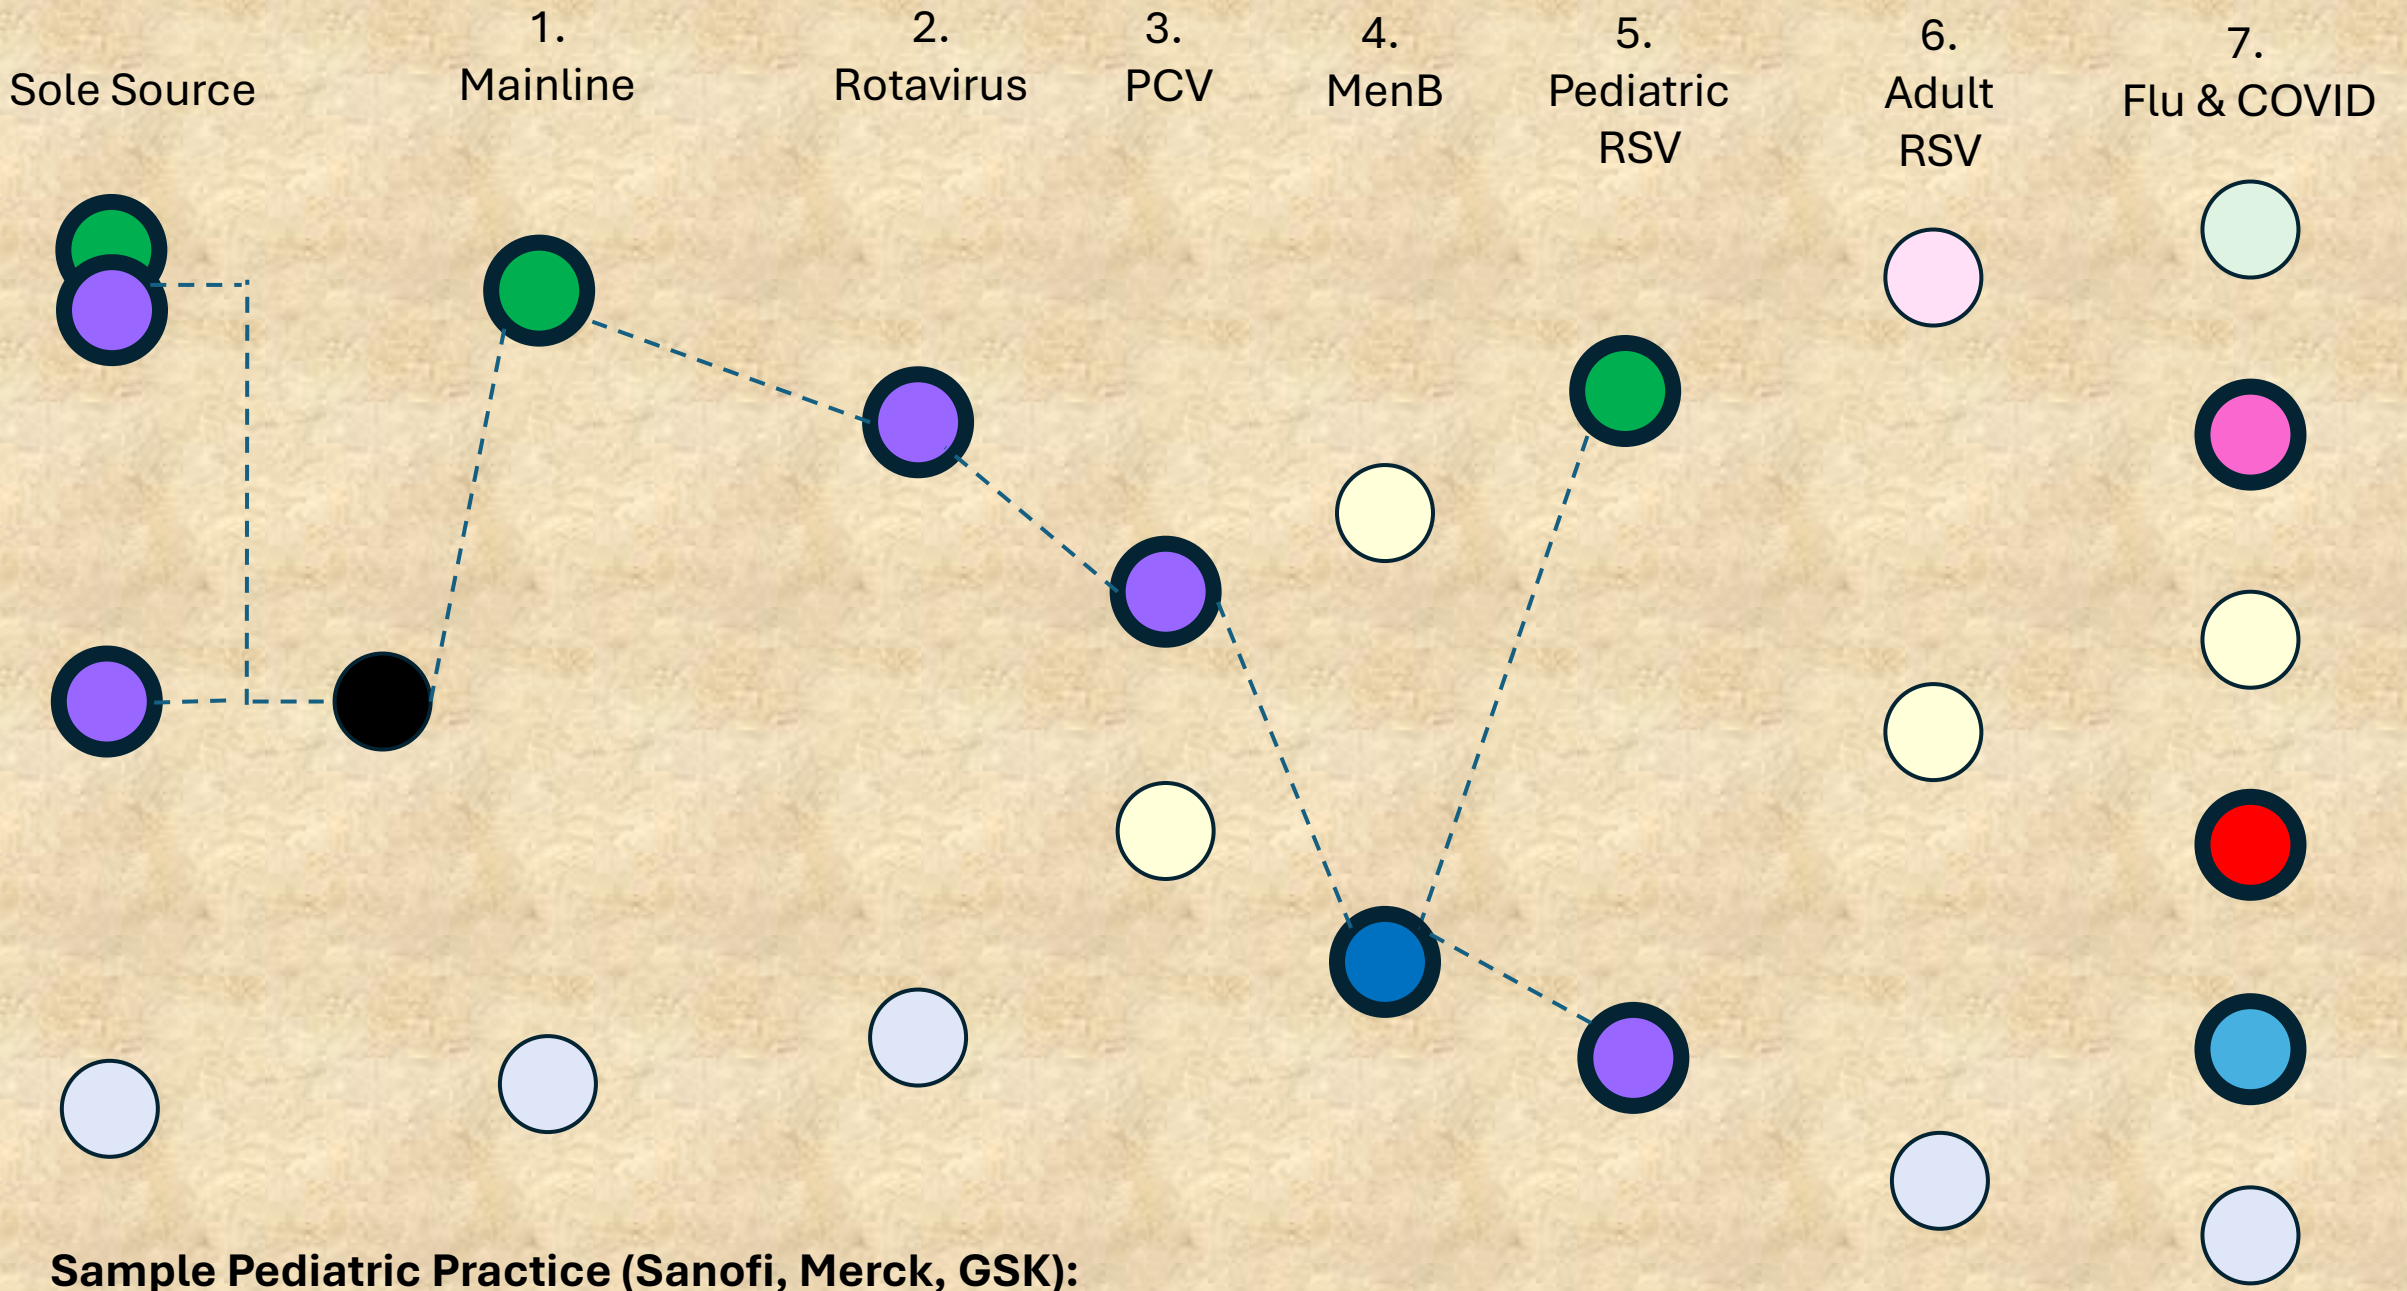 Sole Source
1.
Mainline
2.
Rotavirus
3.
PCV
4.
MenB
5.
Pediatric
RSV
6.
Adult
RSV
7.
Flu & COVID
Sample Pediatric Practice (Sanofi, Merck, GSK):